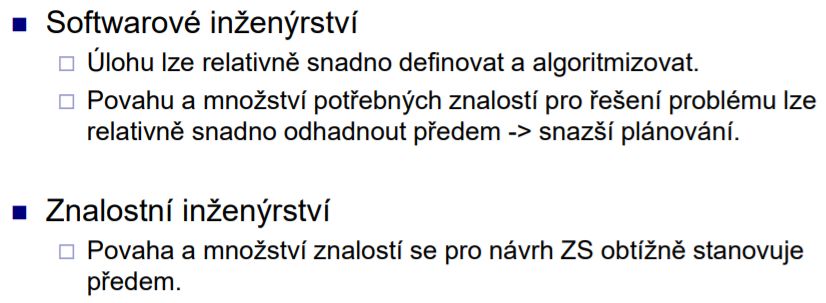 Softwarové inženýrství
Úlohu lze relativně snadno definovat a algoritmizovat.
Povahu a množství potřebných znalostí pro řešení problému lze
relativně snadno odhadnout předem -> snazší plánování.
Znalostní inženýrství
Povaha a množství znalostí se pro návrh ZS obtížně stanovuje
předem.